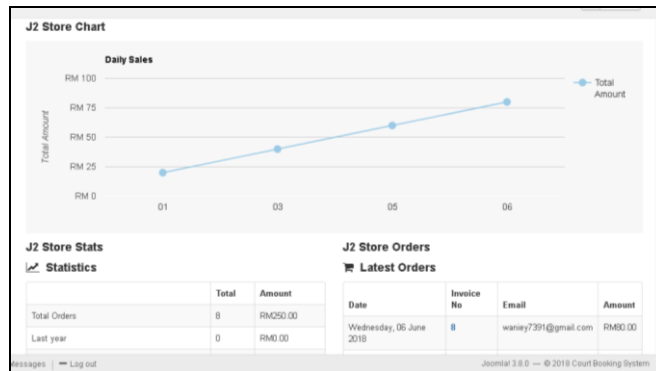 J2 Store Chart
Daily Sales
RM 100
RM 75
RM 50
RM 25
RM 0
Total Amount
01 03 05 06
Total
Amount
J2 Store Stats
Statistics
Total Amount
Total Orders 8 RM250.00
Last year 0 RM0.00
J2 Store Orders
Latest Orders
Date Invoice No Email Amount
Wednesday, 06 June 2018 8 waniey7391@gmail.com RM80.00
Messages Log out
Joomla! 3.8.0 — © 2018 Court Booking System